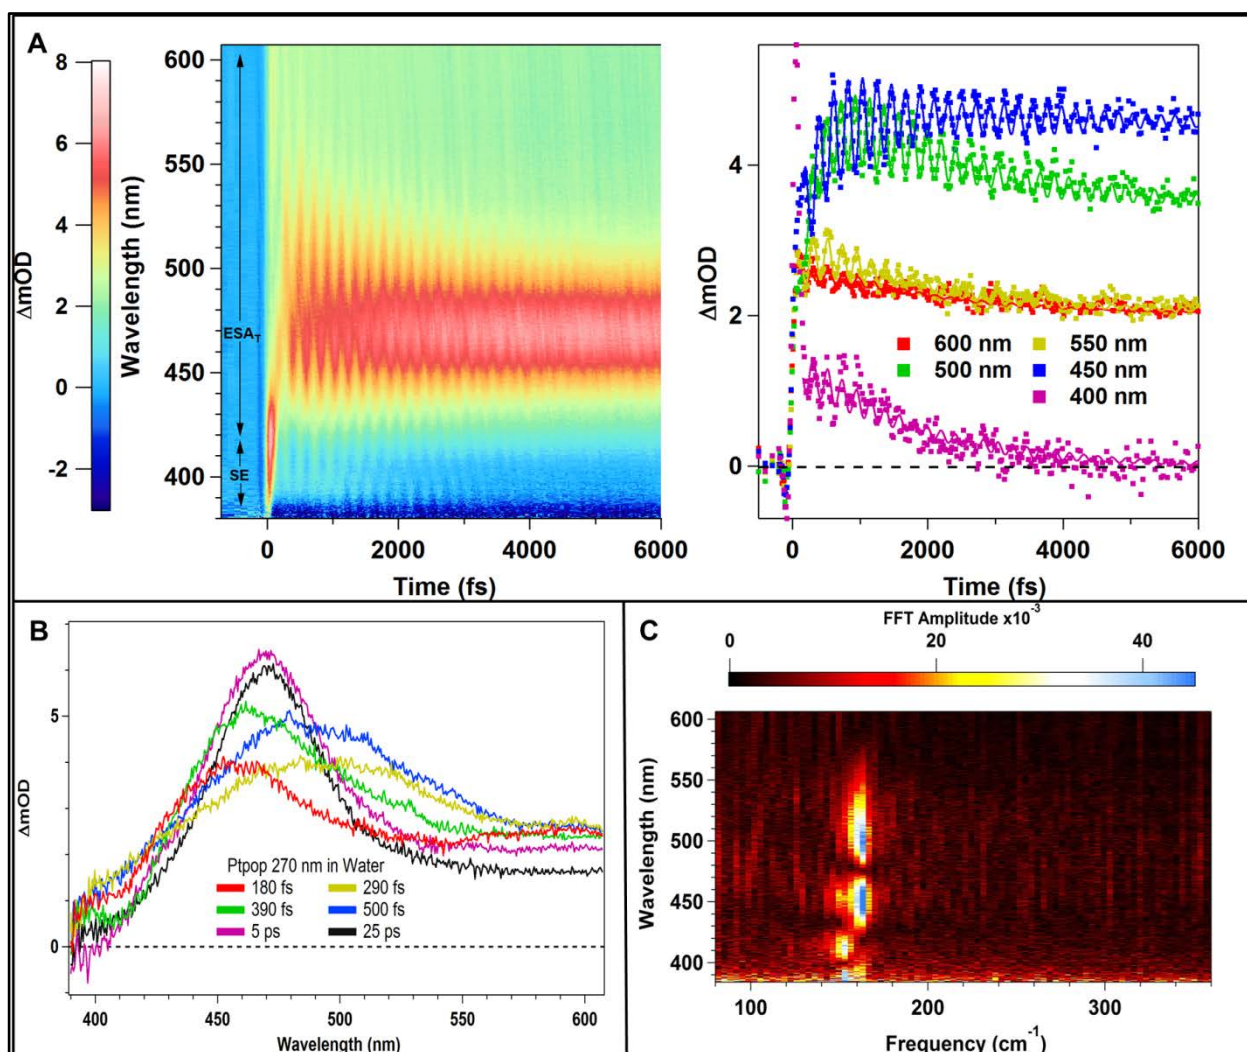 A
8
6
4
2
0
-2
ΔmOD
Wavelength (nm)
600
550
500
450
400
ESAT
SE
0
2000
4000
6000
Time (fs)
ΔmOD
4
2
0
600 nm
550 nm
500 nm
450 nm
400 nm
0
2000
4000
6000
Time (fs)
B
ΔmOD
5
0
Ptpop 270 nm in Water
180 fs
290 fs
390 fs
500 fs
5 ps
25 ps
400
450
500
550
600
Wavelength (nm)
C
FFT Amplitude x10-3
0
20
40
Wavelength (nm)
600
550
500
450
400
100
200
300
Frequency (cm-1)